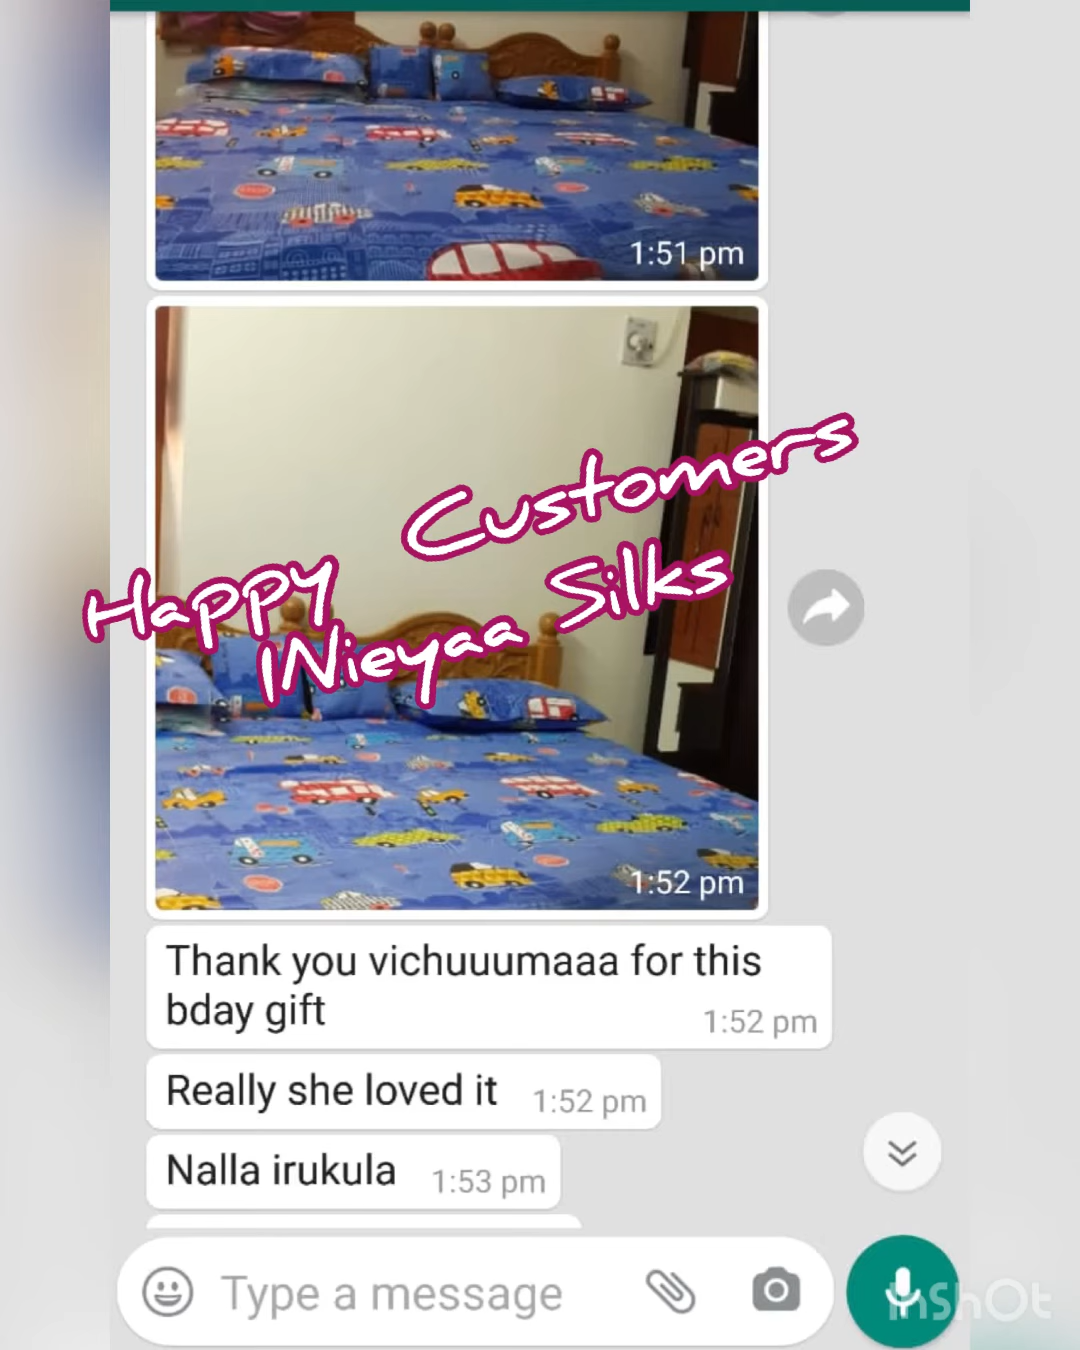 1:51 pm
Happy Customers
INieyaa Silks
1:52 pm
Thank you vichuuumaaa for this
bday gift
1:52 pm
Really she loved it 1:52 pm
Nalla irukula 1:53 pm
Type a message
InShOt